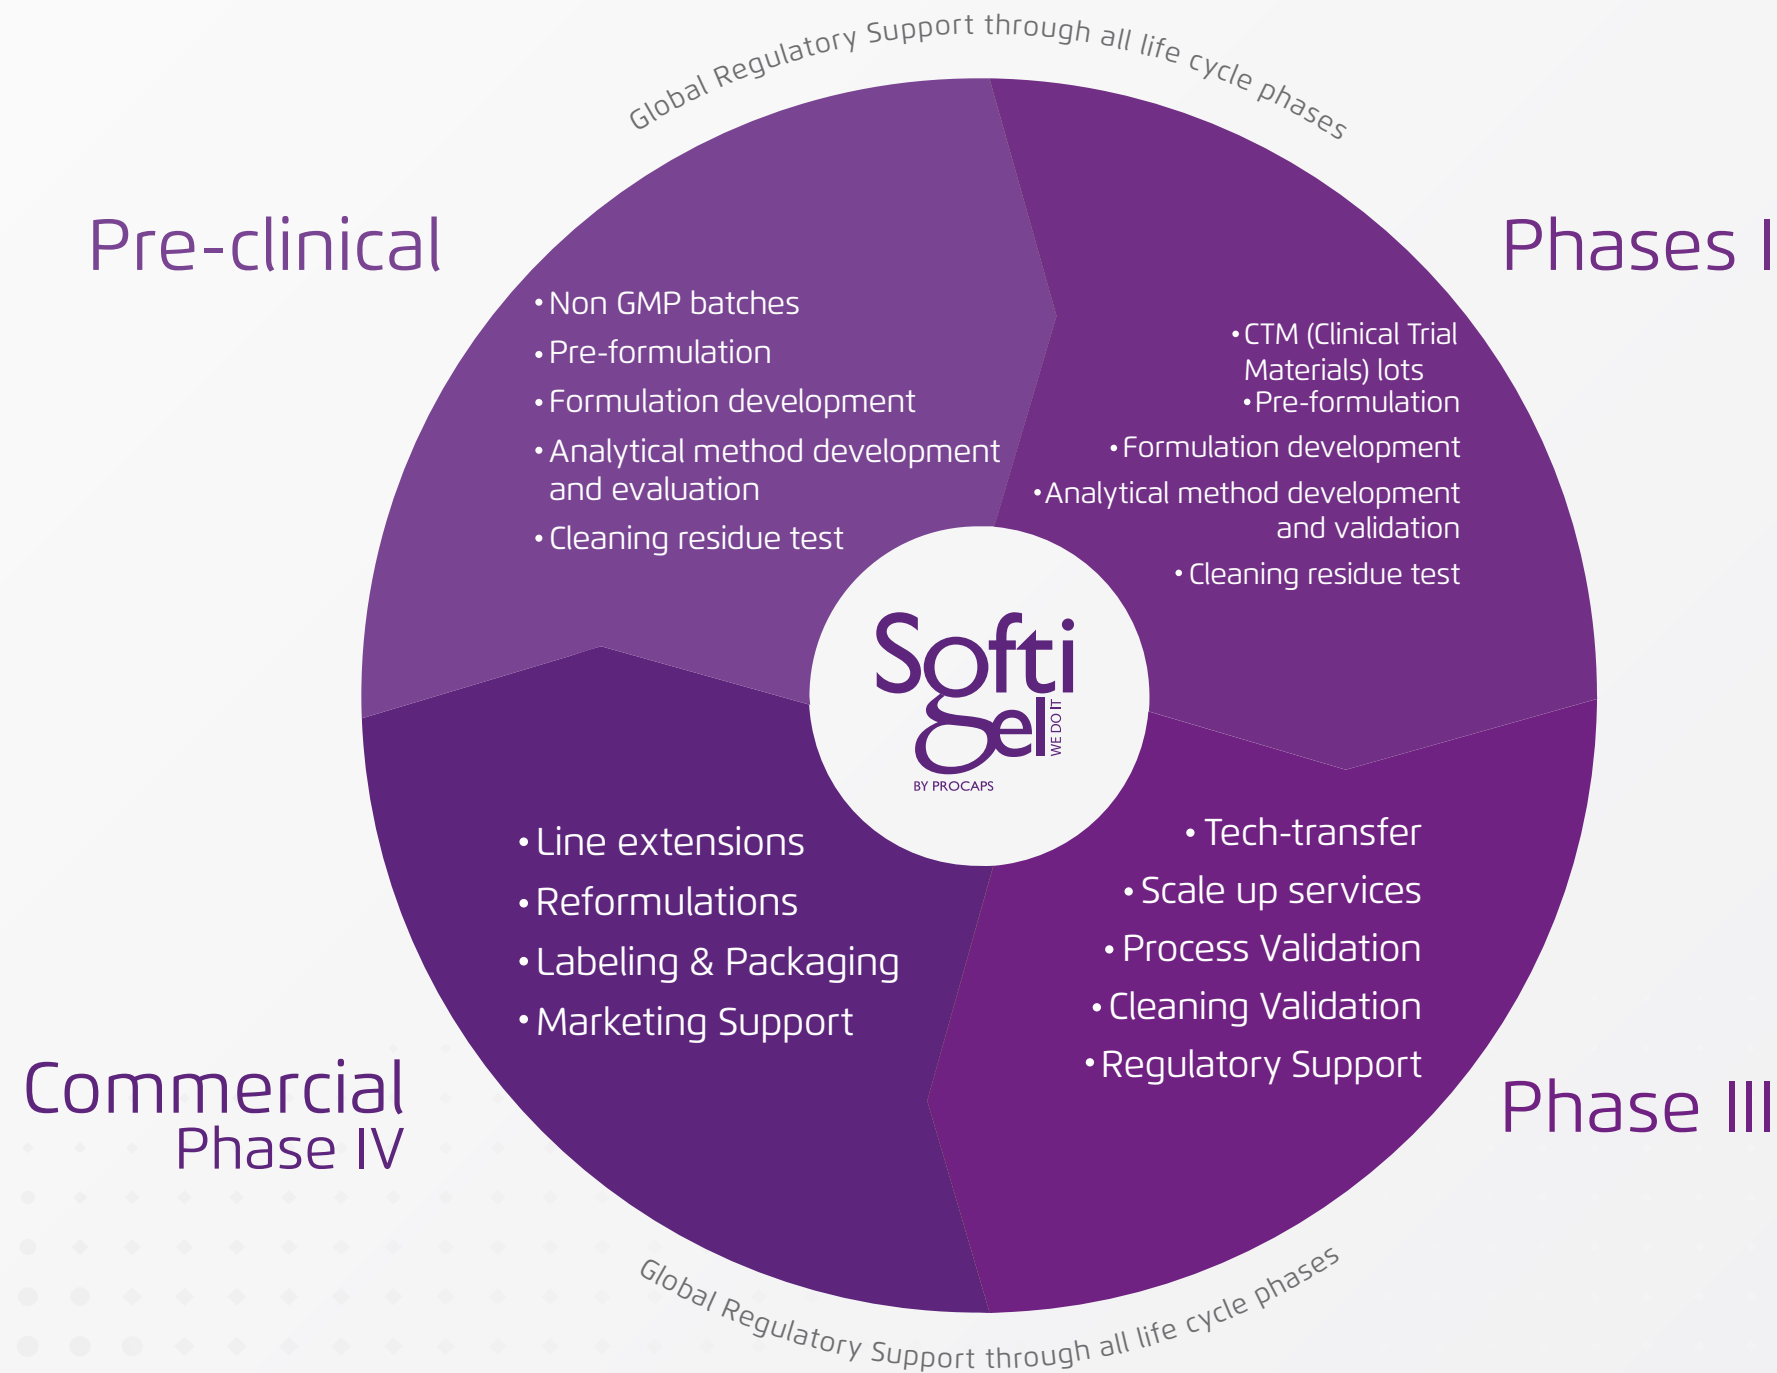 Global Regulatory Support through all life cycle phases
Pre-clinical
• Non GMP batches
• Pre-formulation
• Formulation development
• Analytical method development
and evaluation
• Cleaning residue test
Phases I
• CTM (Clinical Trial
Materials) lots
• Pre-formulation
• Formulation development
• Analytical method development
and validation
• Cleaning residue test
Softi
gel
WE DO IT
BY PROCAPS
• Line extensions
• Reformulations
• Labeling & Packaging
• Marketing Support
Commercial
Phase IV
• Tech-transfer
• Scale up services
• Process Validation
• Cleaning Validation
• Regulatory Support
Phase III
Global Regulatory Support through all life cycle phases